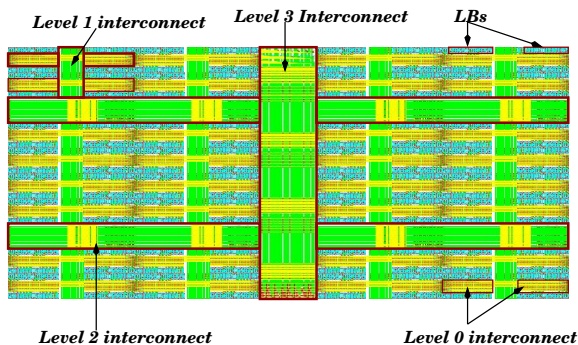 Level 1 interconnect
Level 3 Interconnect
LBs
Level 2 interconnect
Level 0 interconnect